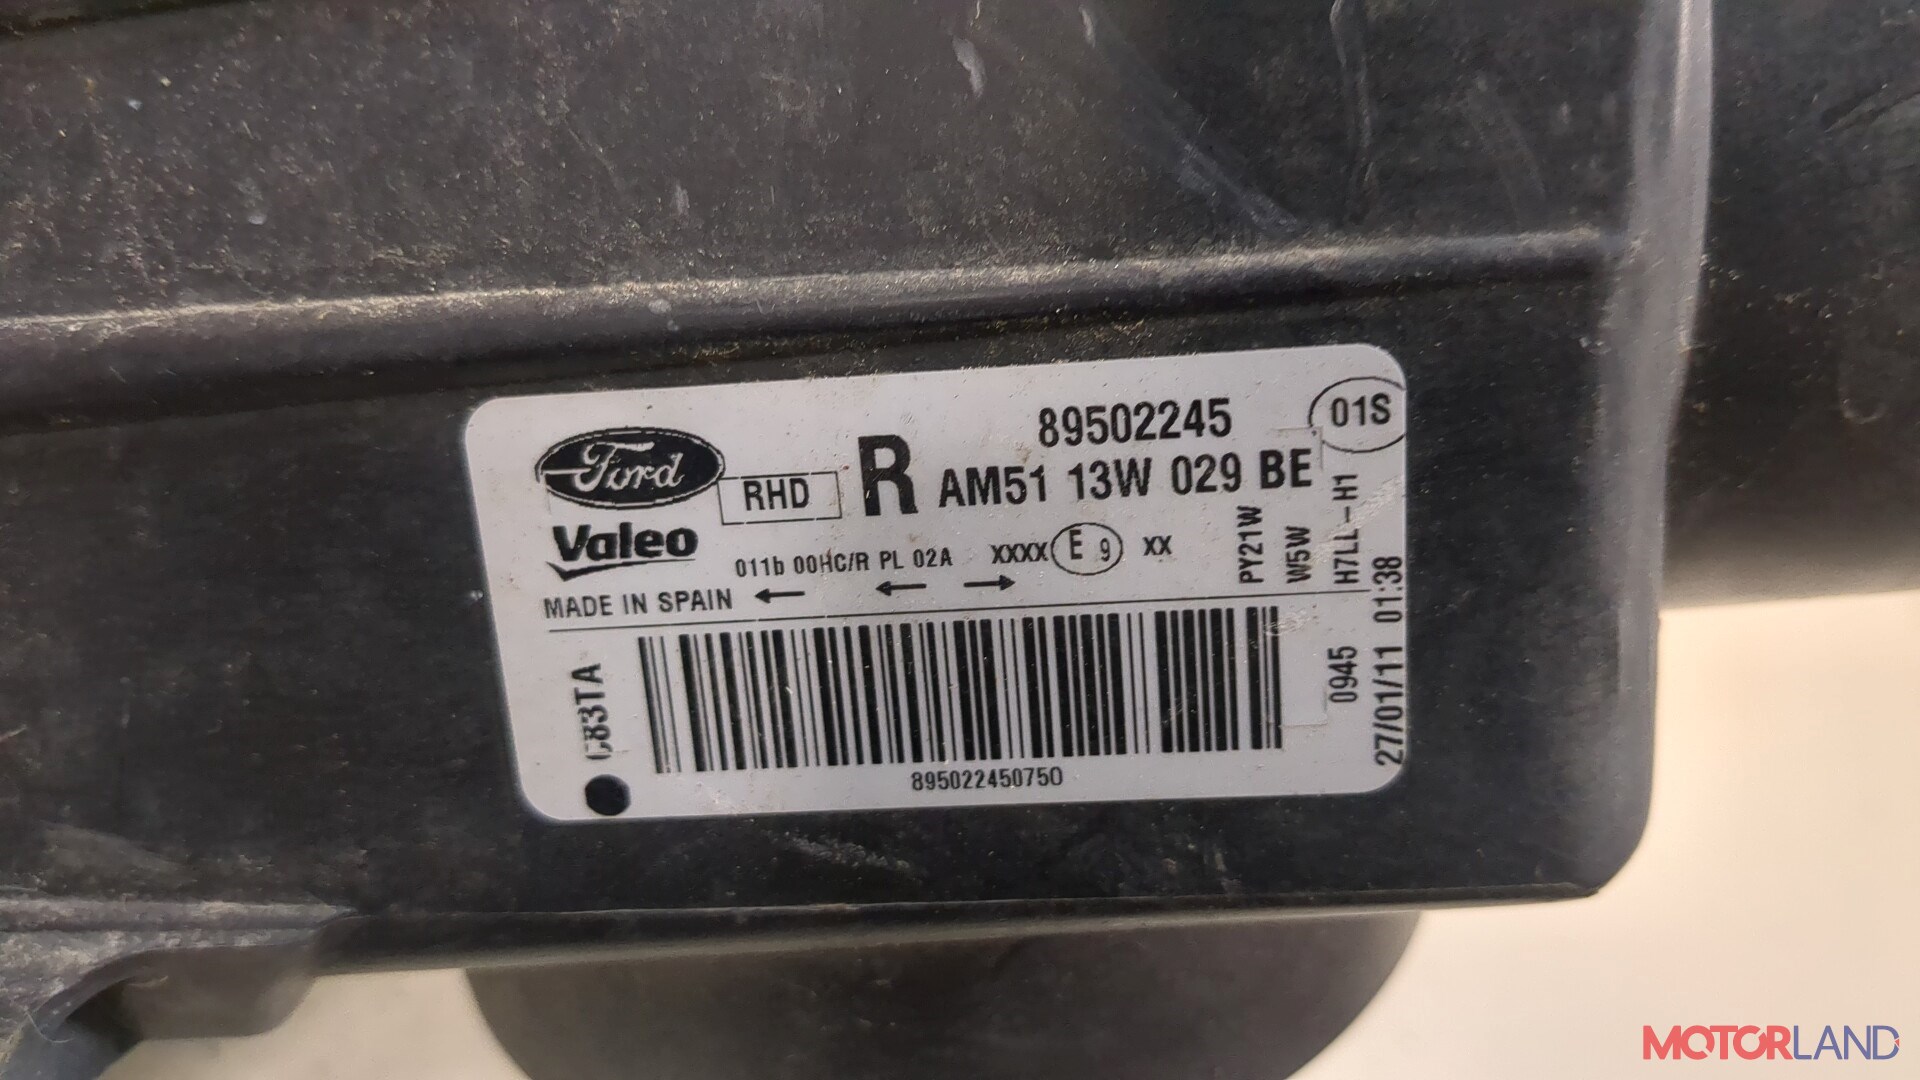 89502245
01S
Ford
RHD
R
AM51 13W 029 BE
Valeo
011b 00HC/R PL 02A XXXX E 9 XX
MADE IN SPAIN
PY21W
W5W
H7LL-H1
C83TA
0945
27/01/11 01:38
895022450750
MOTORLAND